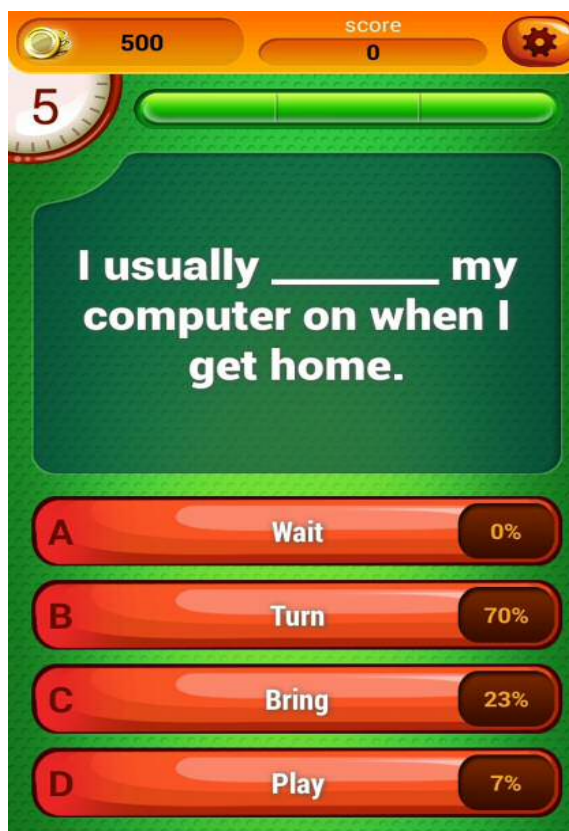 500
score
0
5
I usually ________ my
computer on when I
get home.
A Wait 0%
B Turn 70%
C Bring 23%
D Play 7%